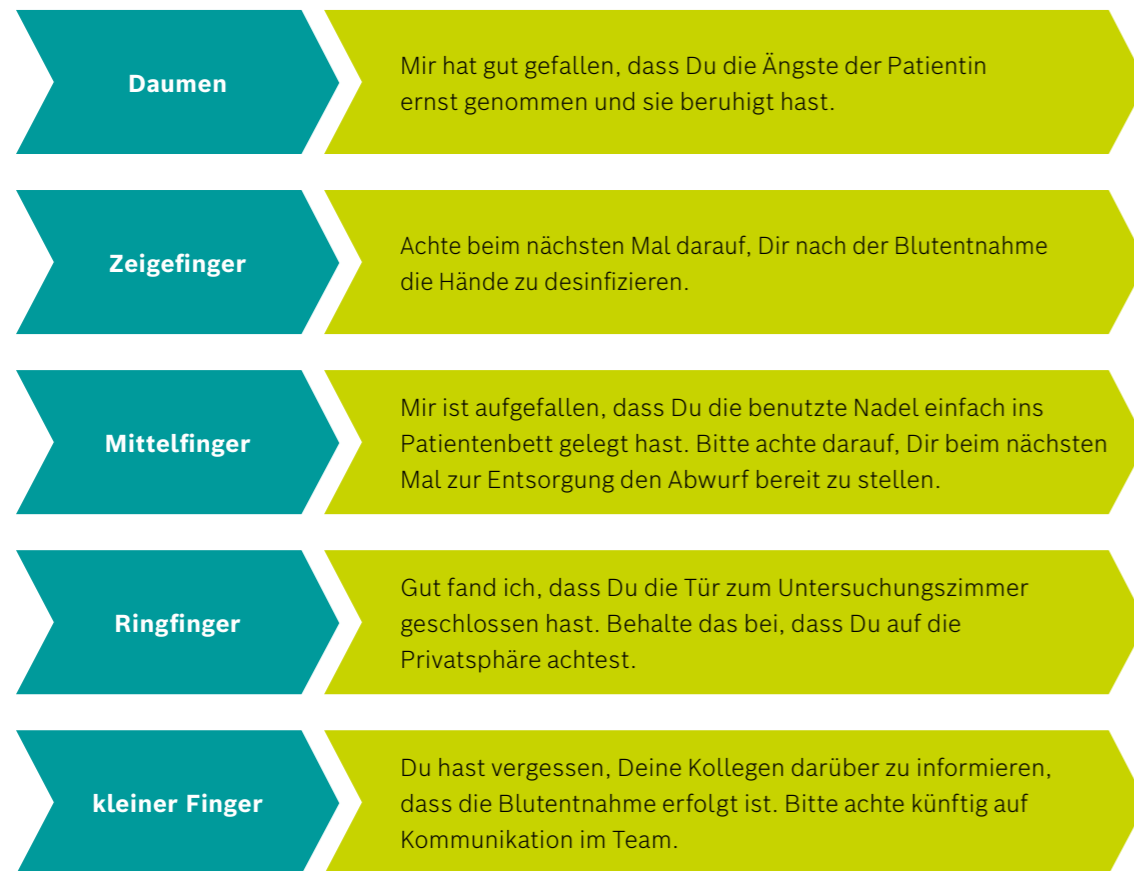 Daumen
Mir hat gut gefallen, dass Du die Ängste der Patientin
ernst genommen und sie beruhigt hast.
Zeigefinger
Achte beim nächsten Mal darauf, Dir nach der Blutentnahme
die Hände zu desinfizieren.
Mittelfinger
Mir ist aufgefallen, dass Du die benutzte Nadel einfach ins
Patientenbett gelegt hast. Bitte achte darauf, Dir beim nächsten
Mal zur Entsorgung den Abwurf bereit zu stellen.
Ringfinger
Gut fand ich, dass Du die Tür zum Untersuchungszimmer
geschlossen hast. Behalte das bei, dass Du auf die
Privatsphäre achtest.
kleiner Finger
Du hast vergessen, Deine Kollegen darüber zu informieren,
dass die Blutentnahme erfolgt ist. Bitte achte künftig auf
Kommunikation im Team.